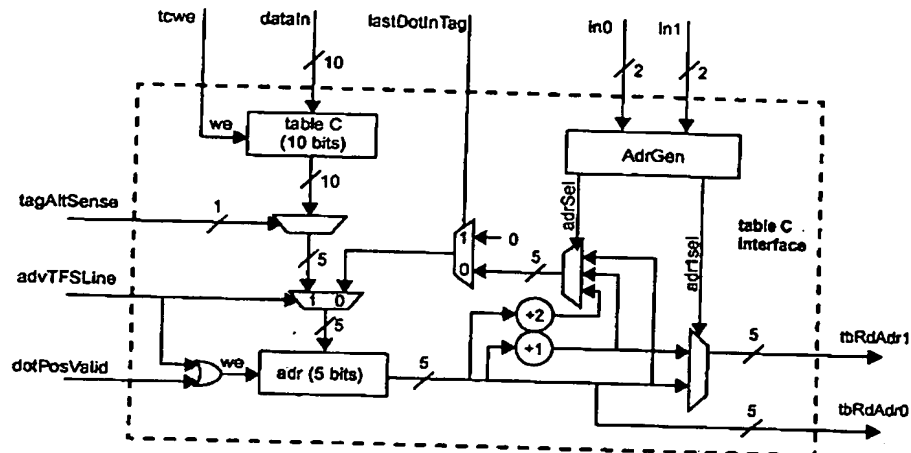 tcwe
dataIn
lastDotInTag
in0
in1
10
2
2
we
table C
(10 bits)
AdrGen
10
tagAltSense
1
adrSel
adr1sel
table C
Interface
1
0
0
5
5
advTFSLine
1 0
+2
5
+1
tbRdAdr1
5
dotPosValid
we
adr (5 bits)
5
5
tbRdAdr0